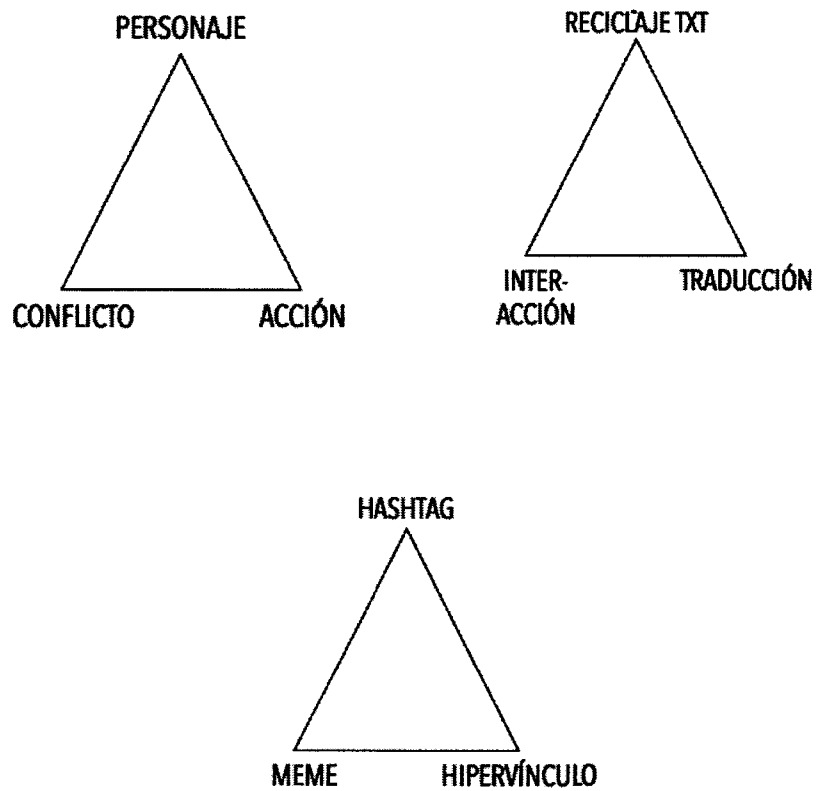 PERSONAJE
CONFLICTO
ACCIÓN
RECICLAJE TXT
INTER-
ACCIÓN
TRADUCCIÓN
HASHTAG
MEME
HIPERVÍNCULO